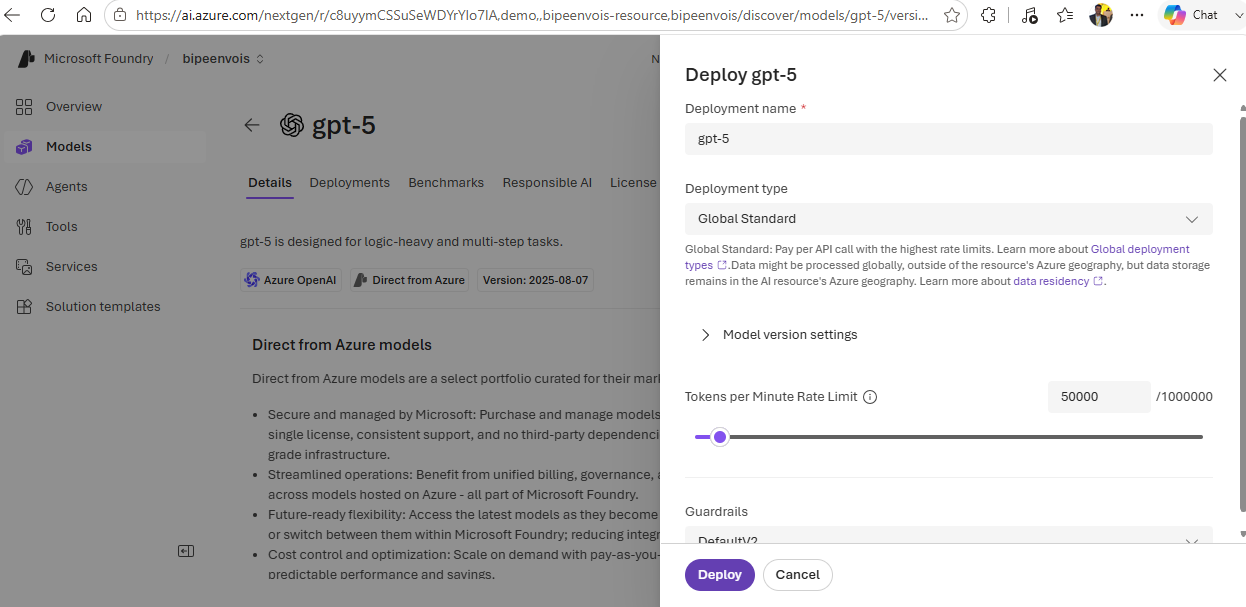 https://ai.azure.com/nextgen/r/c8uyymCSSuSeWDYrYIo7IA,demo,,bipeenvois-resource,bipeenvois/discover/models/gpt-5/versi...
Chat
Microsoft Foundry / bipeenvois
N
Overview
Models
Agents
Tools
Services
Solution templates
gpt-5
Details Deployments Benchmarks Responsible AI License
gpt-5 is designed for logic-heavy and multi-step tasks.
Azure OpenAI Direct from Azure Version: 2025-08-07
Direct from Azure models
Direct from Azure models are a select portfolio curated for their mar
• Secure and managed by Microsoft: Purchase and manage models
single license, consistent support, and no third-party dependenci
grade infrastructure.
• Streamlined operations: Benefit from unified billing, governance, a
across models hosted on Azure - all part of Microsoft Foundry.
• Future-ready flexibility: Access the latest models as they become
or switch between them within Microsoft Foundry; reducing integr
• Cost control and optimization: Scale on demand with pay-as-you-
predictable performance and savings.
Deploy gpt-5
Deployment name *
gpt-5
Deployment type
Global Standard
Global Standard: Pay per API call with the highest rate limits. Learn more about Global deployment
types .Data might be processed globally, outside of the resource's Azure geography, but data storage
remains in the AI resource's Azure geography. Learn more about data residency .
Model version settings
Tokens per Minute Rate Limit 50000 /1000000
Guardrails
DefaultV2
Deploy Cancel